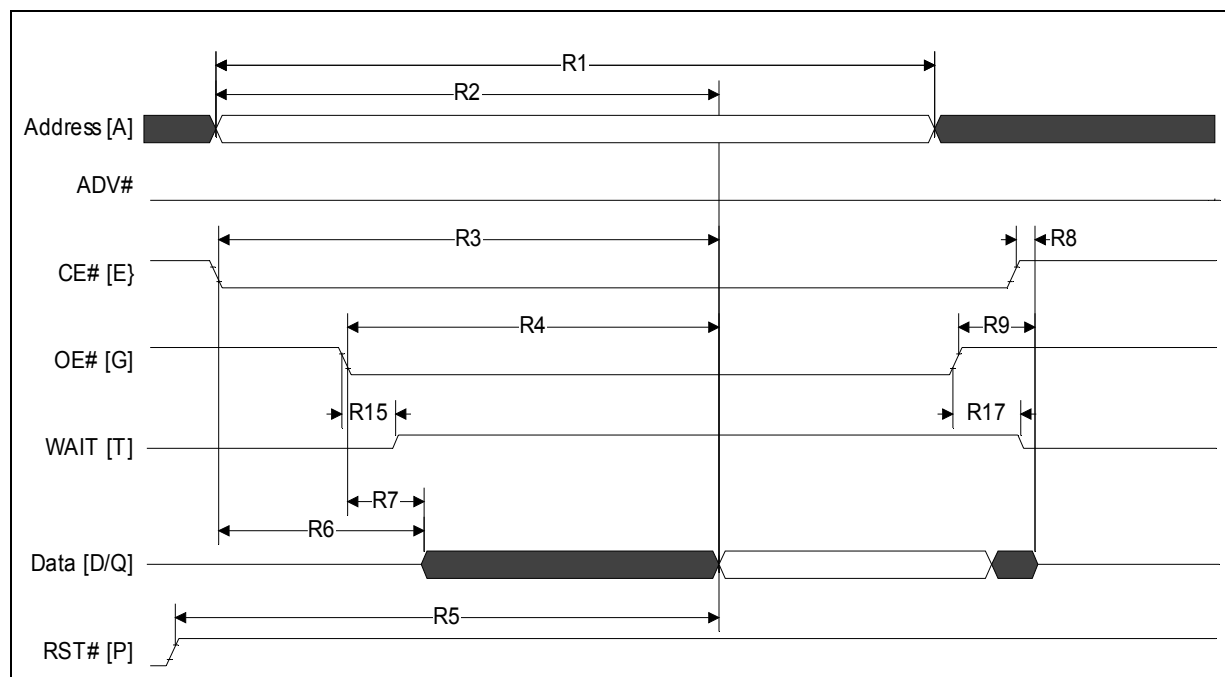 R1
R2
Address [A]
ADV#
R3
R8
CE# [E}
R4
R9
OE# [G]
R15
R17
WAIT [T]
R7
R6
Data [D/Q]
R5
RST# [P]